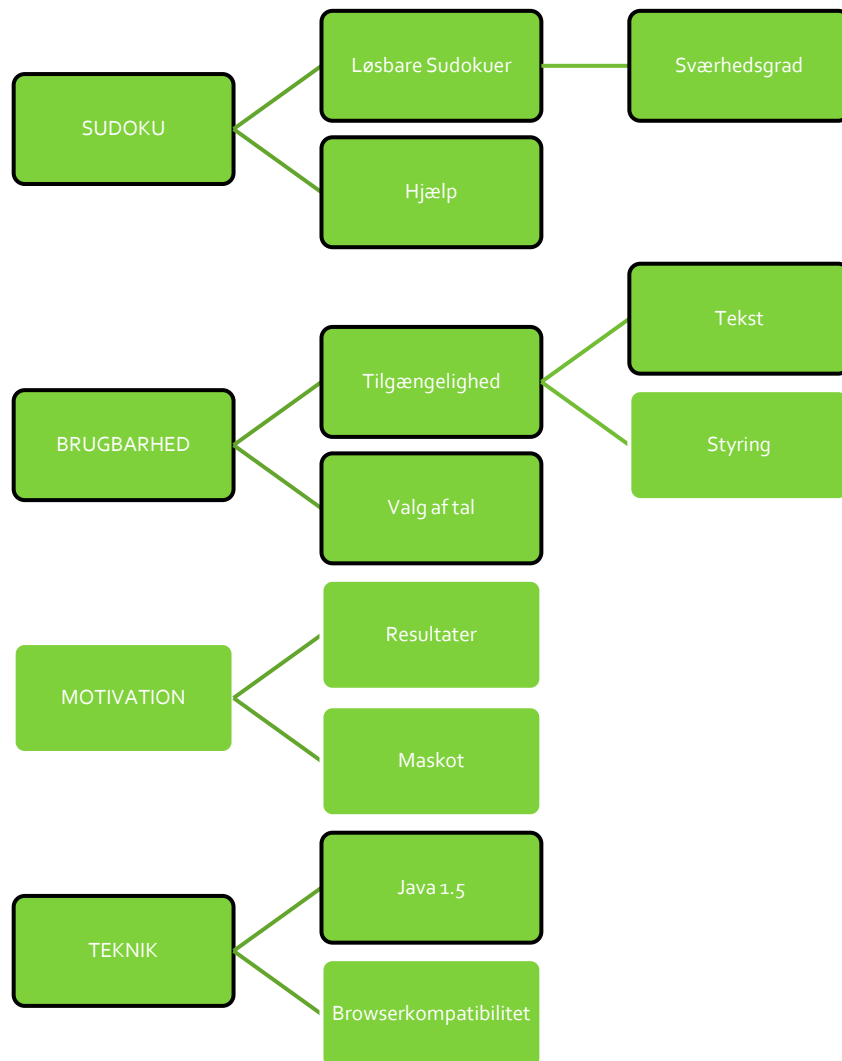 SUDOKU
Løsbare Sudokuer
Sværhedsgrad
Hjælp
BRUGBARHED
Tilgængelighed
Tekst
Styring
Valg af tal
MOTIVATION
Resultater
Maskot
TEKNIK
Java 1.5
Browserkompatibilitet